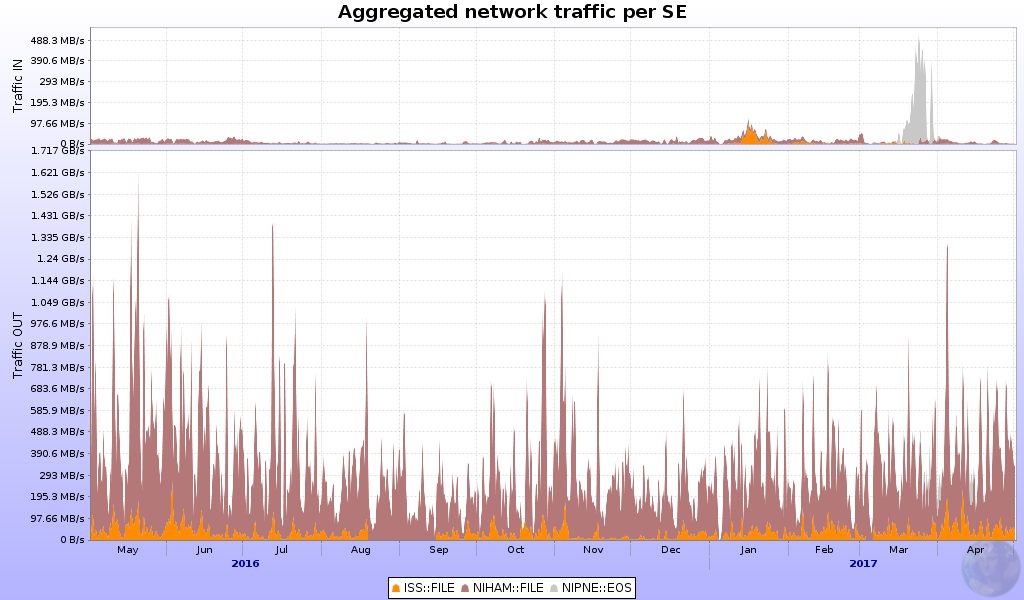 Aggregated network traffic per SE
Traffic IN
488.3 MB/s
390.6 MB/s
293 MB/s
195.3 MB/s
97.66 MB/s
0 B/s
Traffic OUT
1.717 GB/s
1.621 GB/s
1.526 GB/s
1.431 GB/s
1.335 GB/s
1.24 GB/s
1.144 GB/s
1.049 GB/s
976.6 MB/s
878.9 MB/s
781.3 MB/s
683.6 MB/s
585.9 MB/s
488.3 MB/s
390.6 MB/s
293 MB/s
195.3 MB/s
97.66 MB/s
0 B/s
May Jun Jul Aug Sep Oct Nov Dec Jan Feb Mar Apr
2016 2017
ISS::FILE NIHAM::FILE NIPNE::EOS